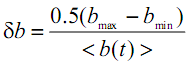 δb = 0.5(b_max − b_min) / < b(t) >